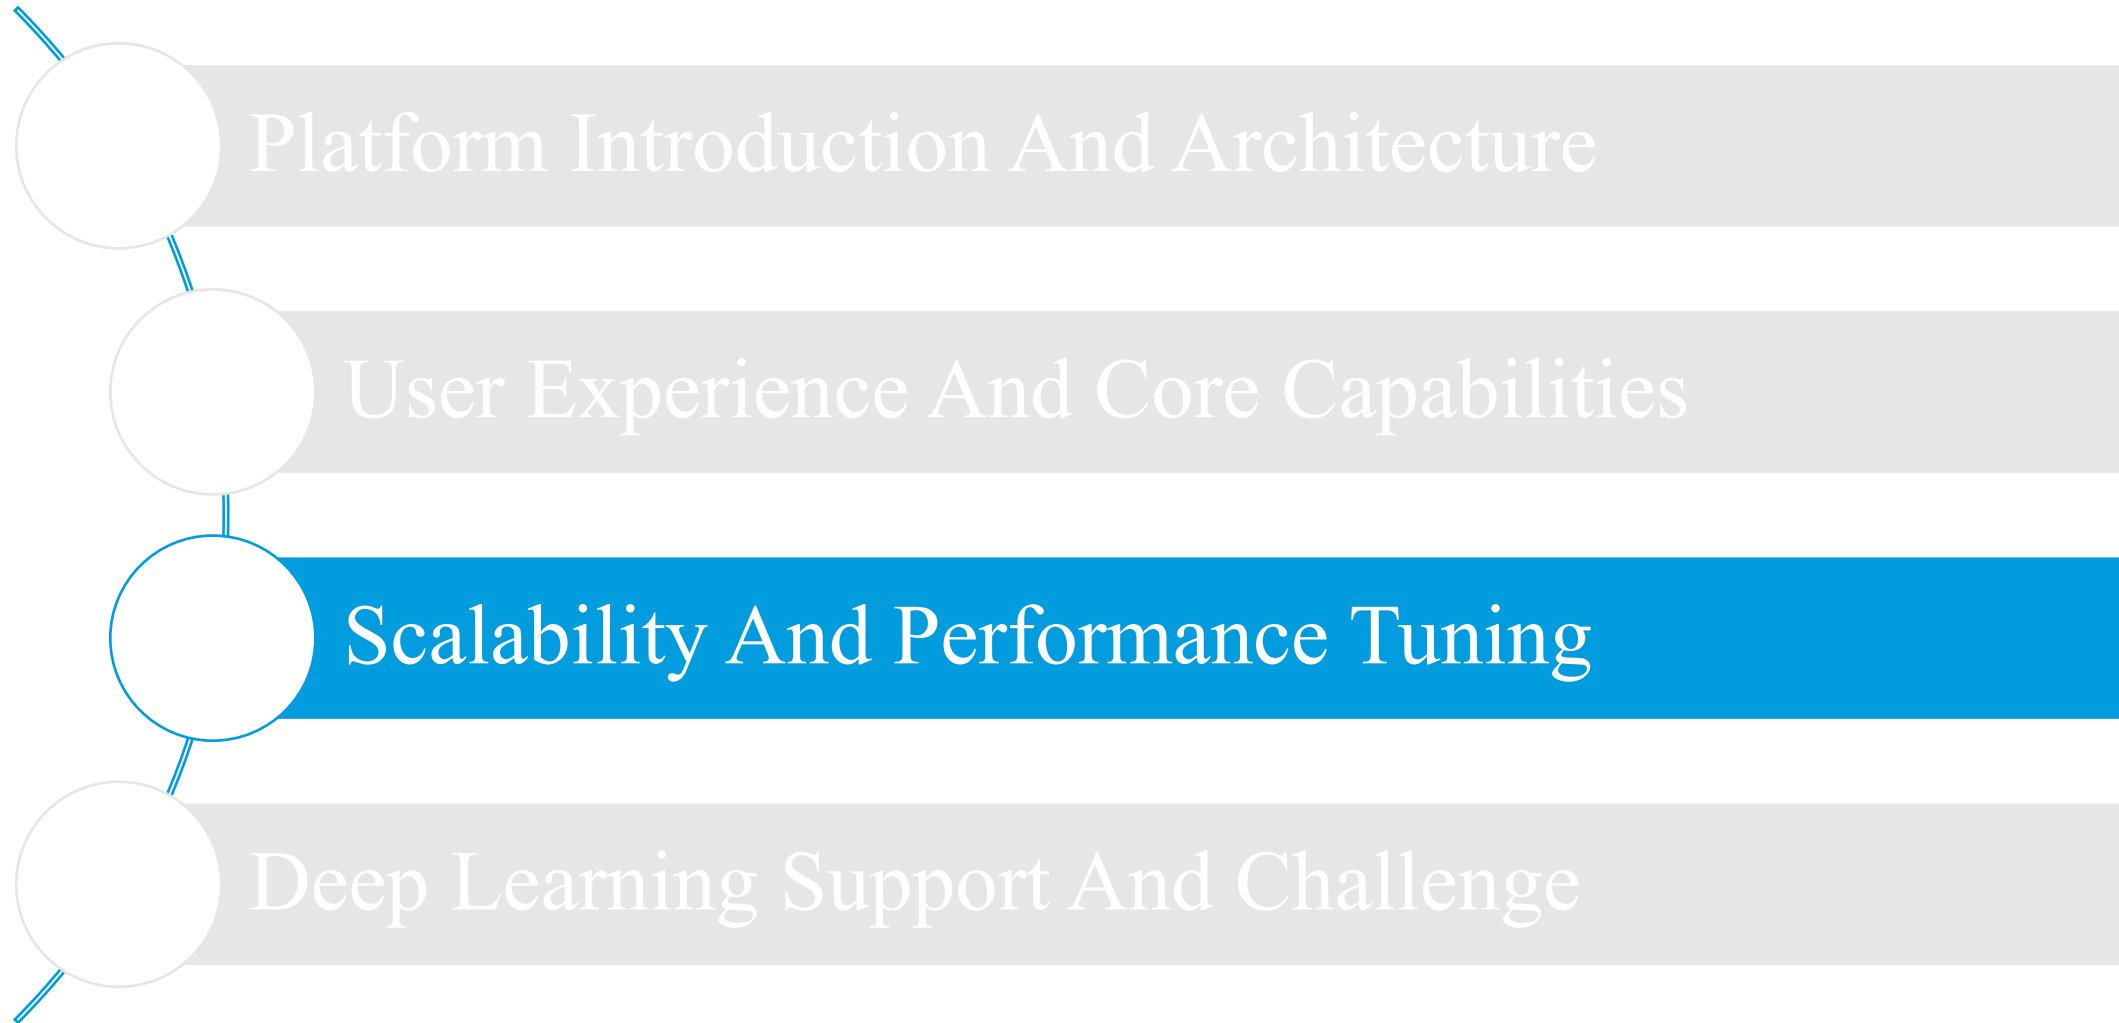 Platform Introduction And Architecture
User Experience And Core Capabilities
Scalability And Performance Tuning
Deep Learning Support And Challenge